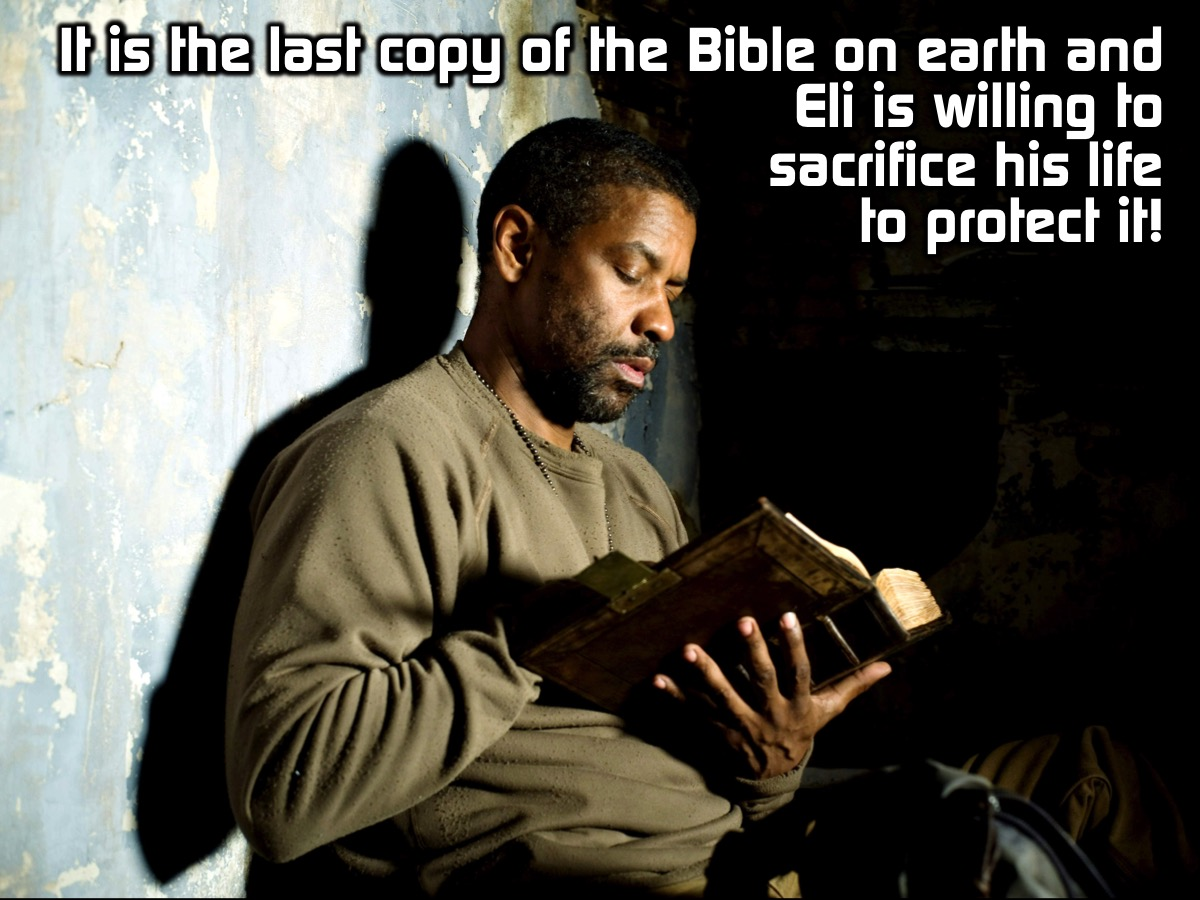 It is the last copy of the Bible on earth and
Eli is willing to
sacrifice his life
to protect it!